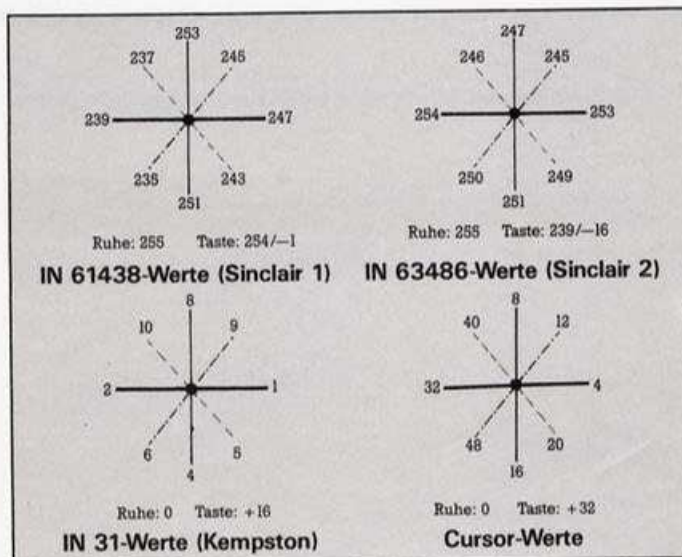 253
237 245
239 247
235 243
251
Ruhe: 255 Taste: 254/—1
IN 61438-Werte (Sinclair 1)
247
246 245
254 253
250 249
251
Ruhe: 255 Taste: 239/—16
IN 63486-Werte (Sinclair 2)
8
10 9
2 1
6 5
4
Ruhe: 0 Taste: +16
IN 31-Werte (Kempston)
8
40 12
32 4
48 20
16
Ruhe: 0 Taste: +32
Cursor-Werte